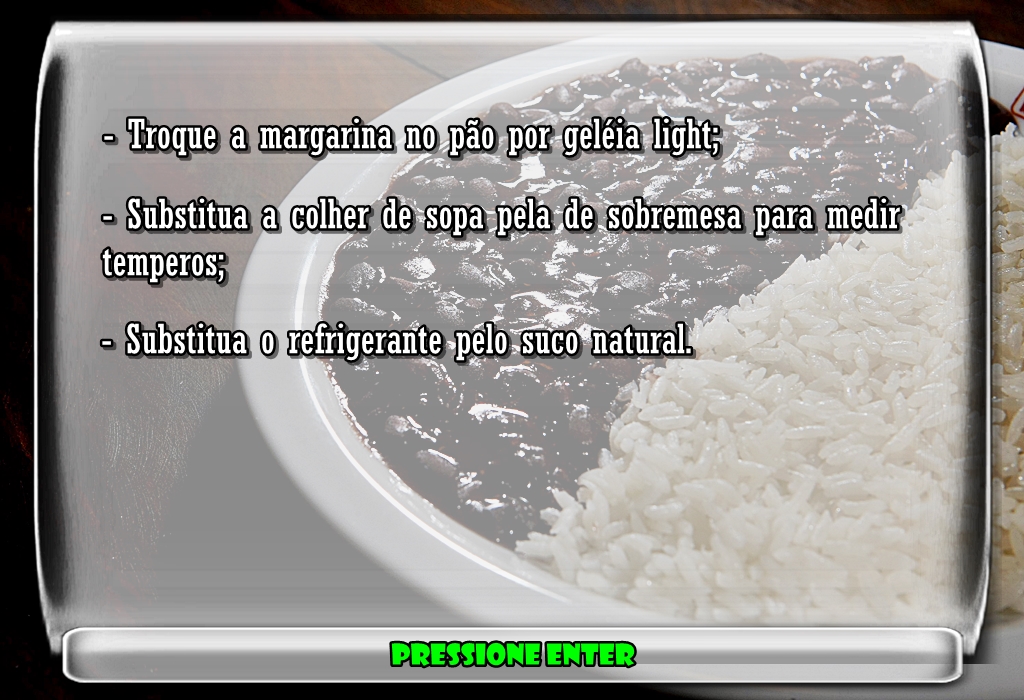 - Troque a margarina no pão por geléia light;
- Substitua a colher de sopa pela de sobremesa para medir
temperos;
- Substitua o refrigerante pelo suco natural.
PRESSIONE ENTER